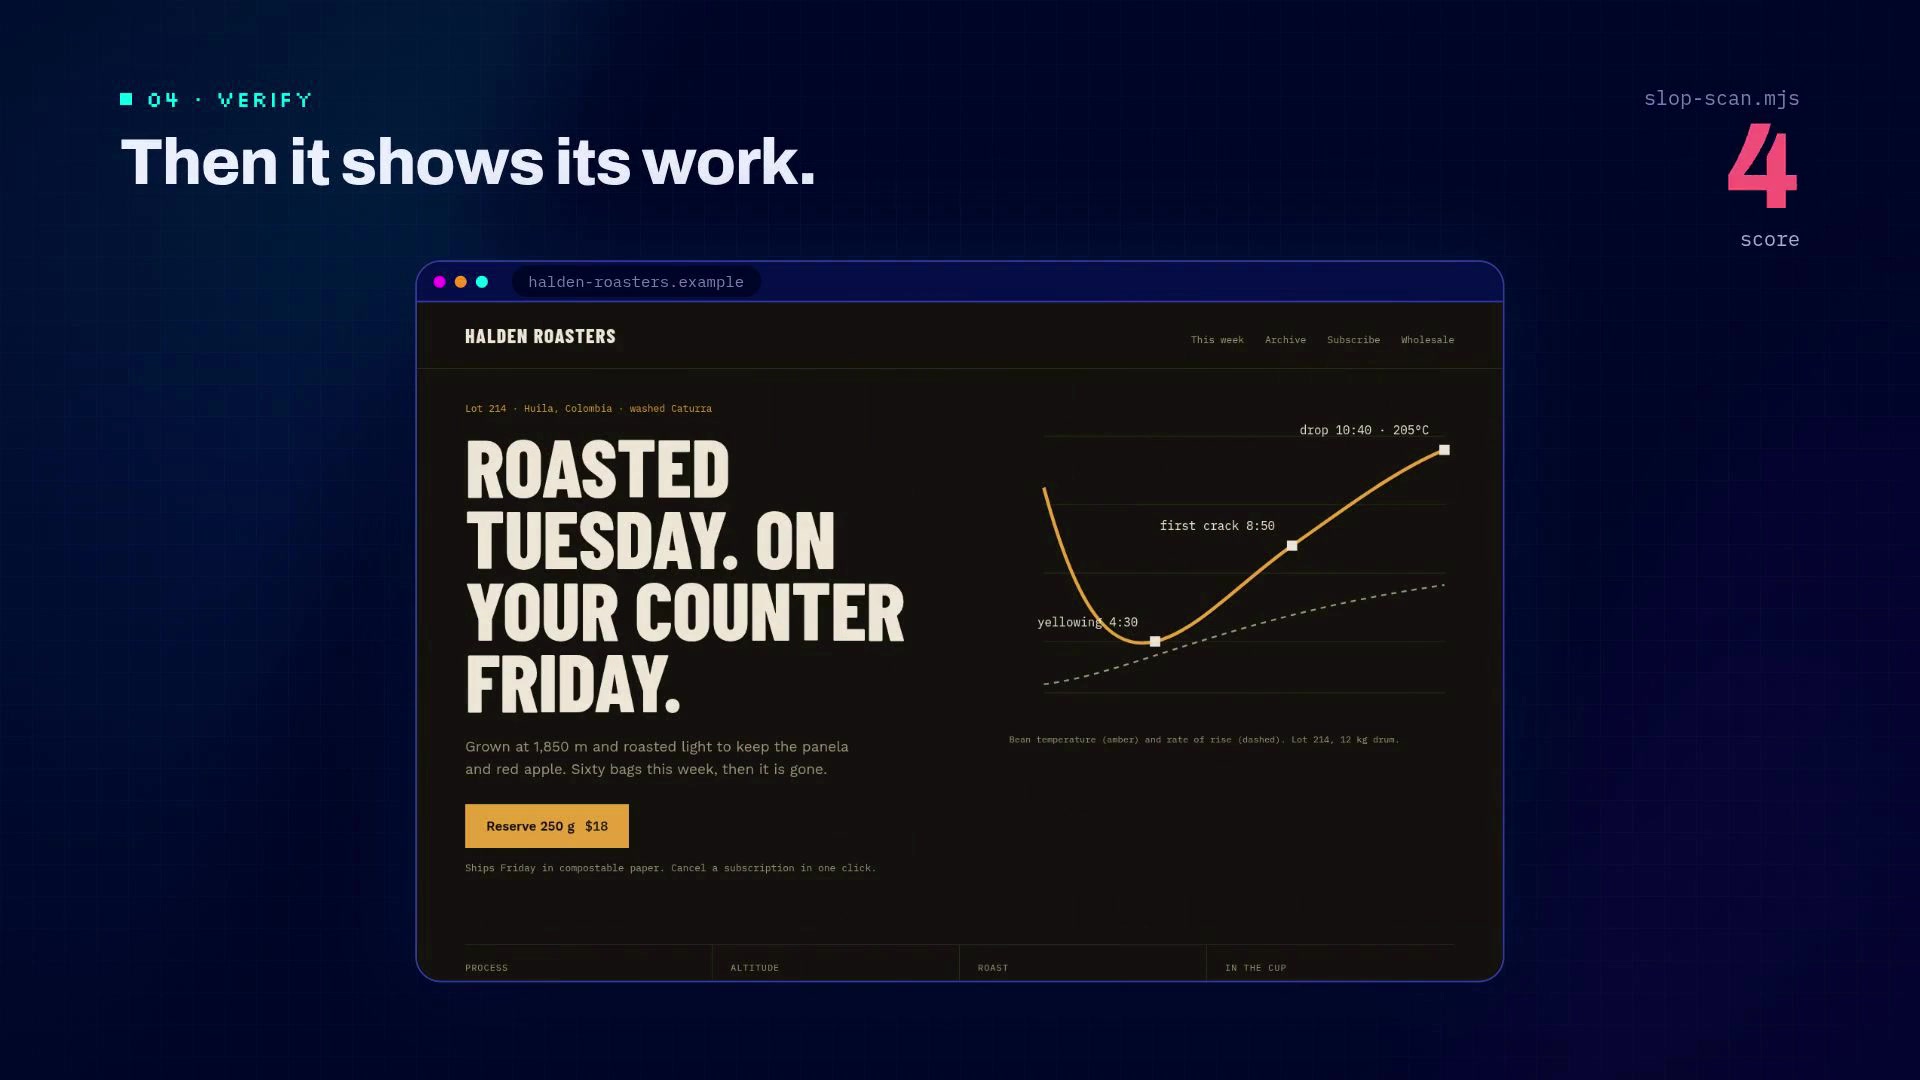 04 · VERIFY
Then it shows its work.
slop-scan.mjs
4
score
halden-roasters.example
HALDEN ROASTERS
This week Archive Subscribe Wholesale
Lot 214 · Huila, Colombia · washed Caturra
ROASTED
TUESDAY. ON
YOUR COUNTER
FRIDAY.
Grown at 1,850 m and roasted light to keep the panela
and red apple. Sixty bags this week, then it is gone.
Reserve 250 g $18
Ships Friday in compostable paper. Cancel a subscription in one click.
drop 10:40 · 205°C
first crack 8:50
yellowing 4:30
Bean temperature (amber) and rate of rise (dashed). Lot 214, 12 kg drum.
PROCESS
ALTITUDE
ROAST
IN THE CUP